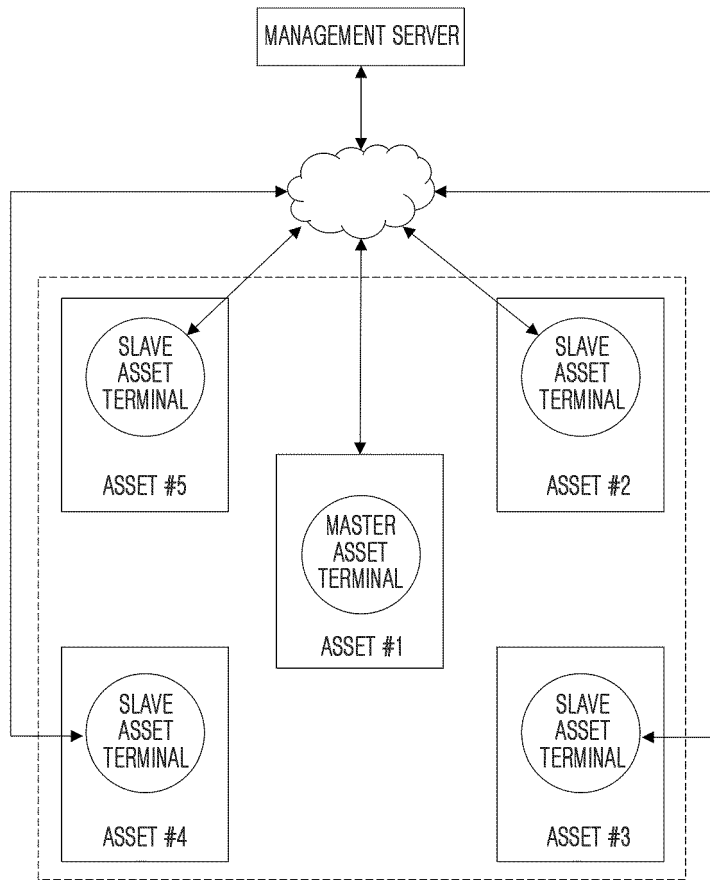 MANAGEMENT SERVER
SLAVE
ASSET
TERMINAL
ASSET #5
SLAVE
ASSET
TERMINAL
ASSET #2
MASTER
ASSET
TERMINAL
ASSET #1
SLAVE
ASSET
TERMINAL
ASSET #4
SLAVE
ASSET
TERMINAL
ASSET #3